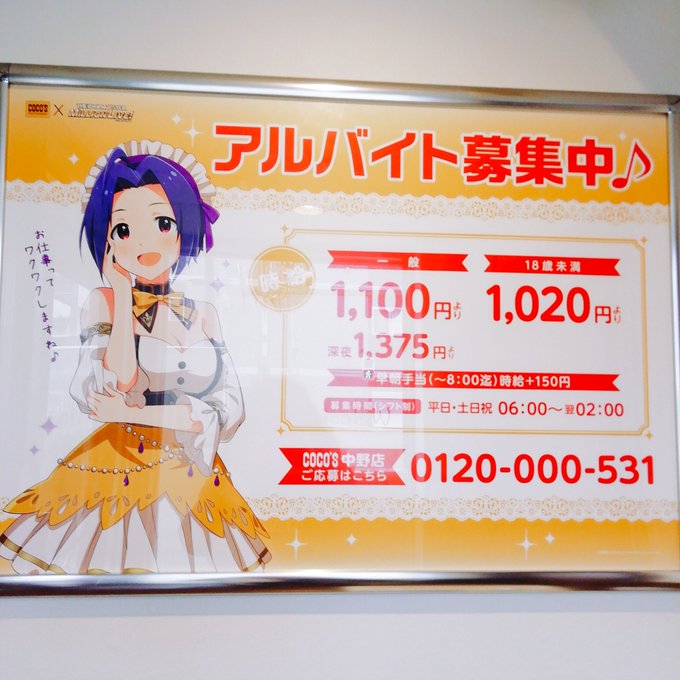 COCO'S × THE IDOLM@STER MILLION LIVE!
アルバイト募集中♪
お仕事って
ワクワクしますね♪
時給
一般
1,100円より
18歳未満
1,020円より
深夜1,375円より
早朝手当(～8:00迄)時給+150円
募集時間(シフト制) 平日・土日祝 06:00～翌02:00
COCO'S 中野店
ご応募はこちら
0120-000-531